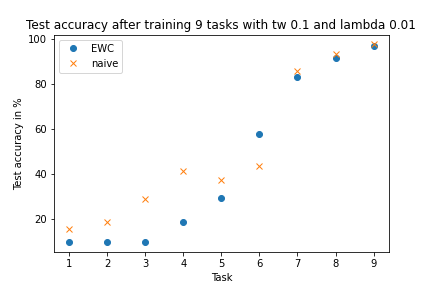 Test accuracy after training 9 tasks with tw 0.1 and lambda 0.01
EWC
naive
Test accuracy in %
100
80
60
40
20
1 2 3 4 5 6 7 8 9
Task